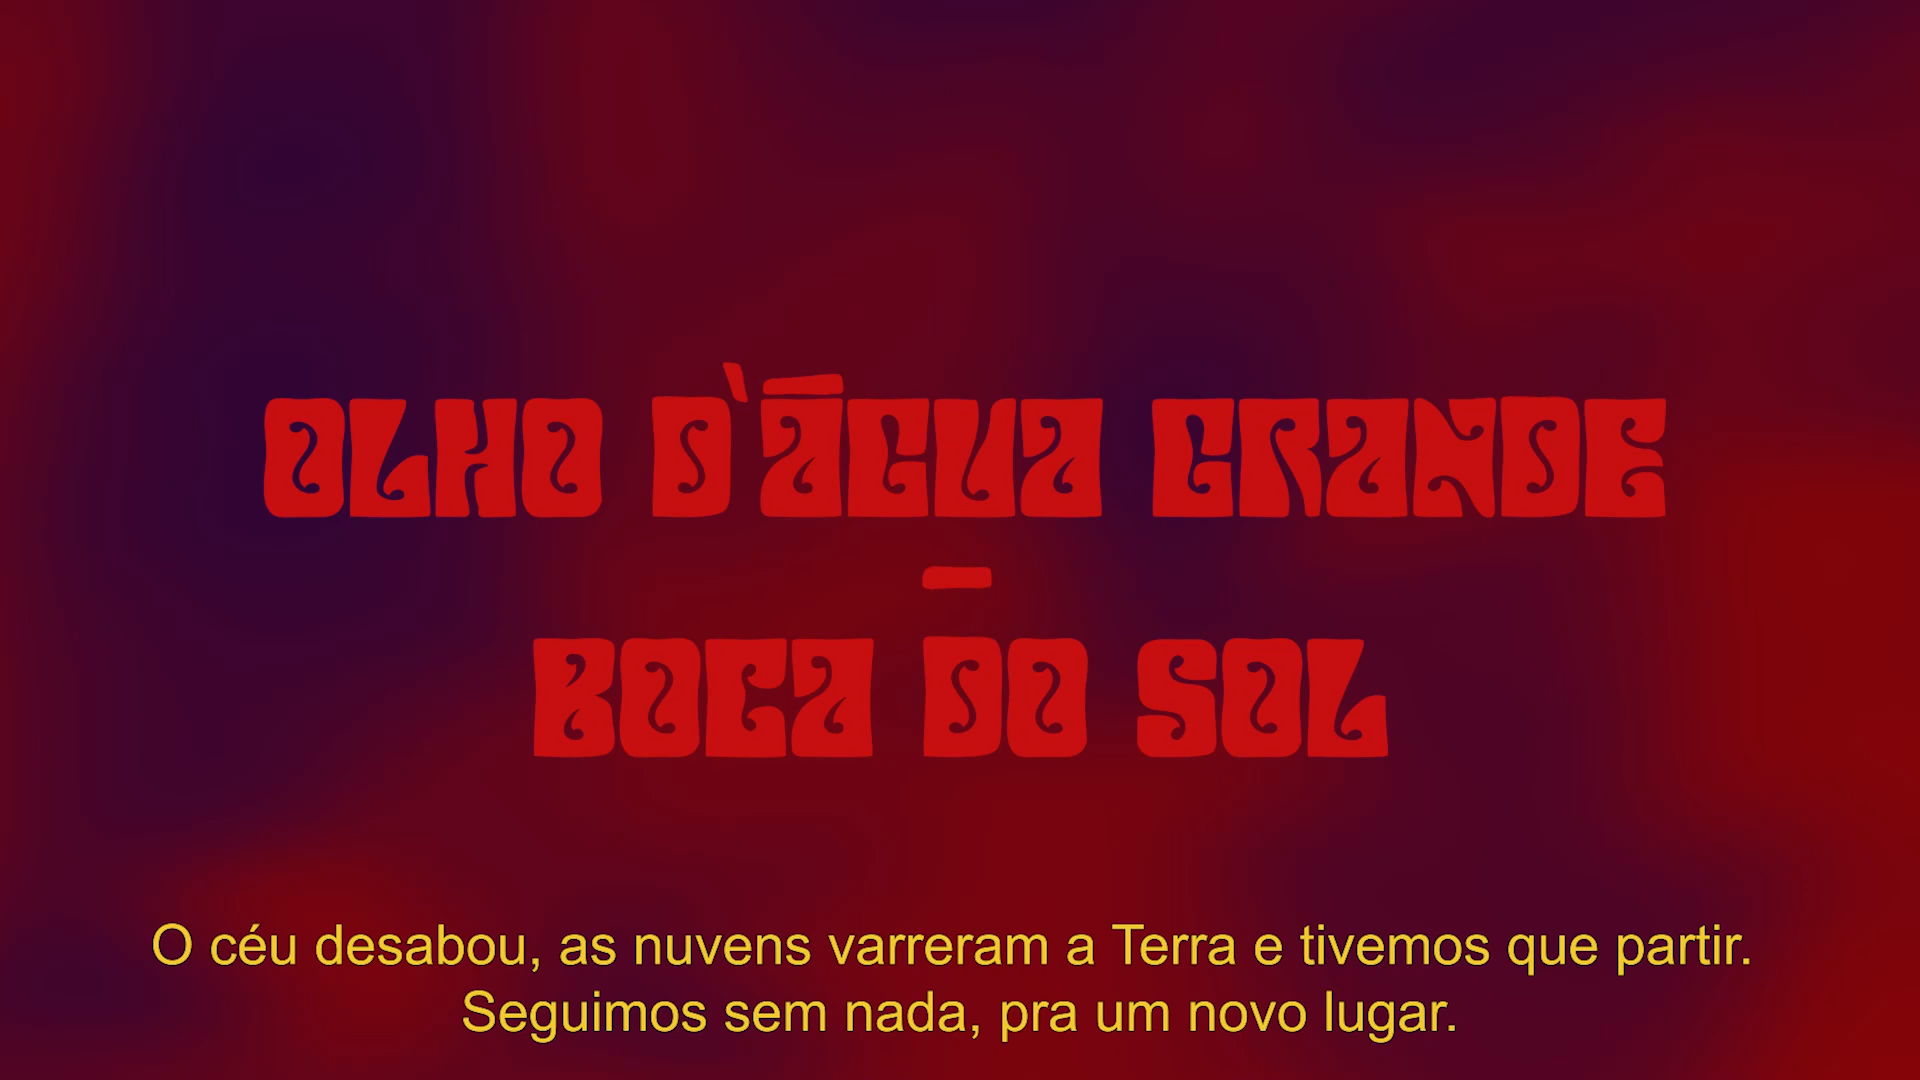 OLHO D`ÁGUA GRANDE
-
BOCA DO SOL
O céu desabou, as nuvens varreram a Terra e tivemos que partir.
Seguimos sem nada, pra um novo lugar.